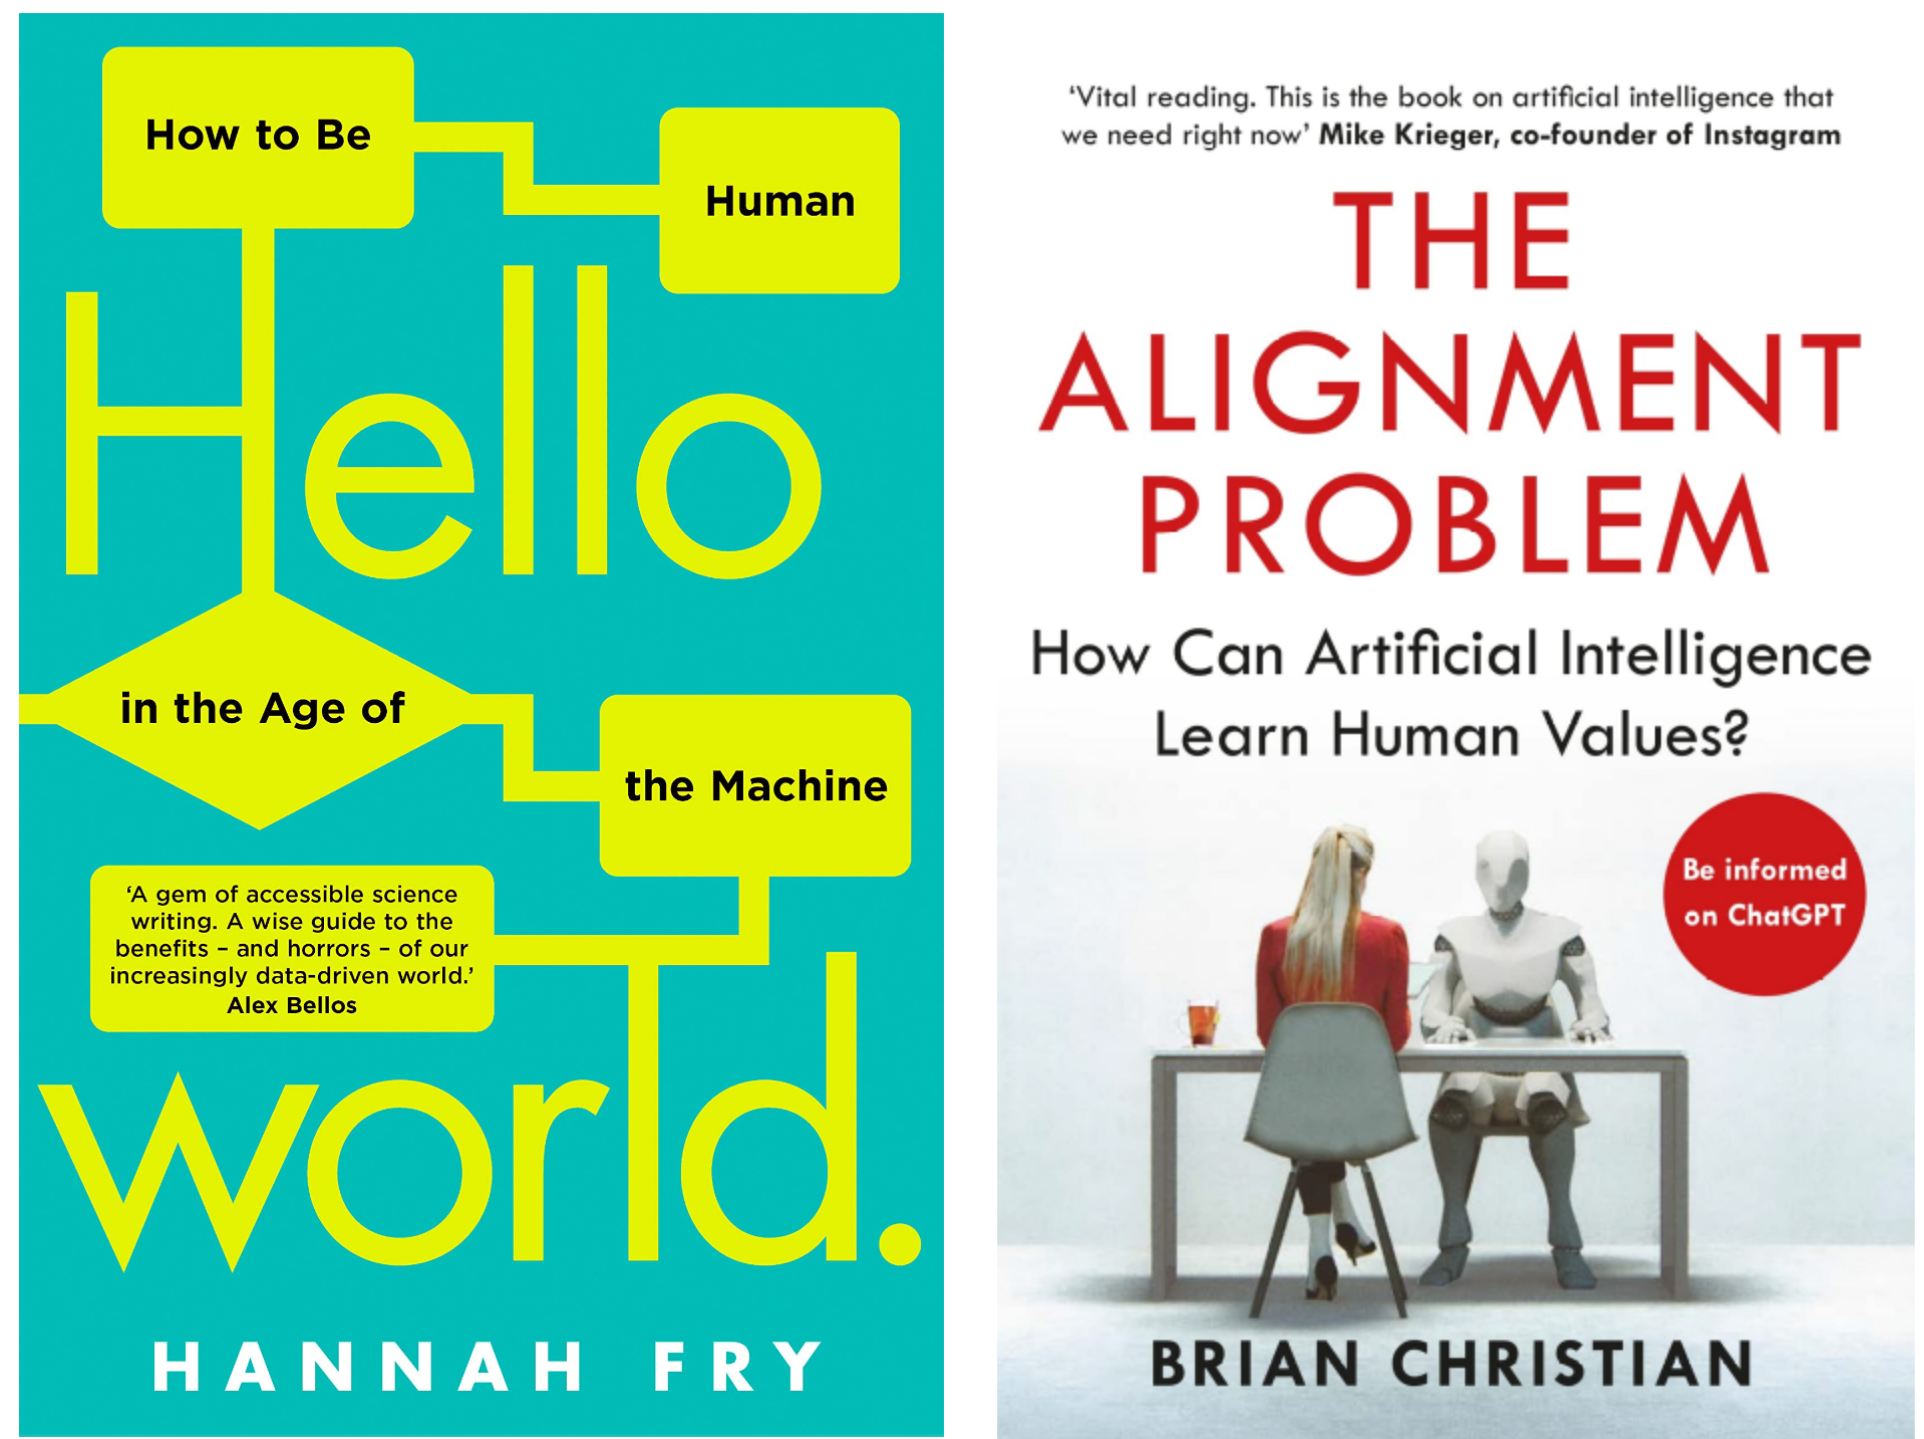 How to Be
Human
Hello
in the Age of
the Machine
‘A gem of accessible science
writing. A wise guide to the
benefits – and horrors – of our
increasingly data-driven world.’
Alex Bellos
world.
HANNAH FRY
‘Vital reading. This is the book on artificial intelligence that
we need right now’ Mike Krieger, co-founder of Instagram
THE
ALIGNMENT
PROBLEM
How Can Artificial Intelligence
Learn Human Values?
Be informed
on ChatGPT
BRIAN CHRISTIAN